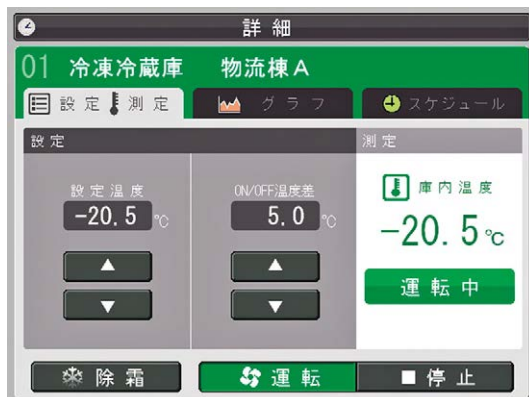 詳細
01 冷凍冷蔵庫 物流棟A
設定 測定
グラフ
スケジュール
設定
測定
設定温度
-20.5 ℃
ON/OFF温度差
5.0 ℃
庫内温度
-20.5 ℃
運転中
除霜
運転
停止